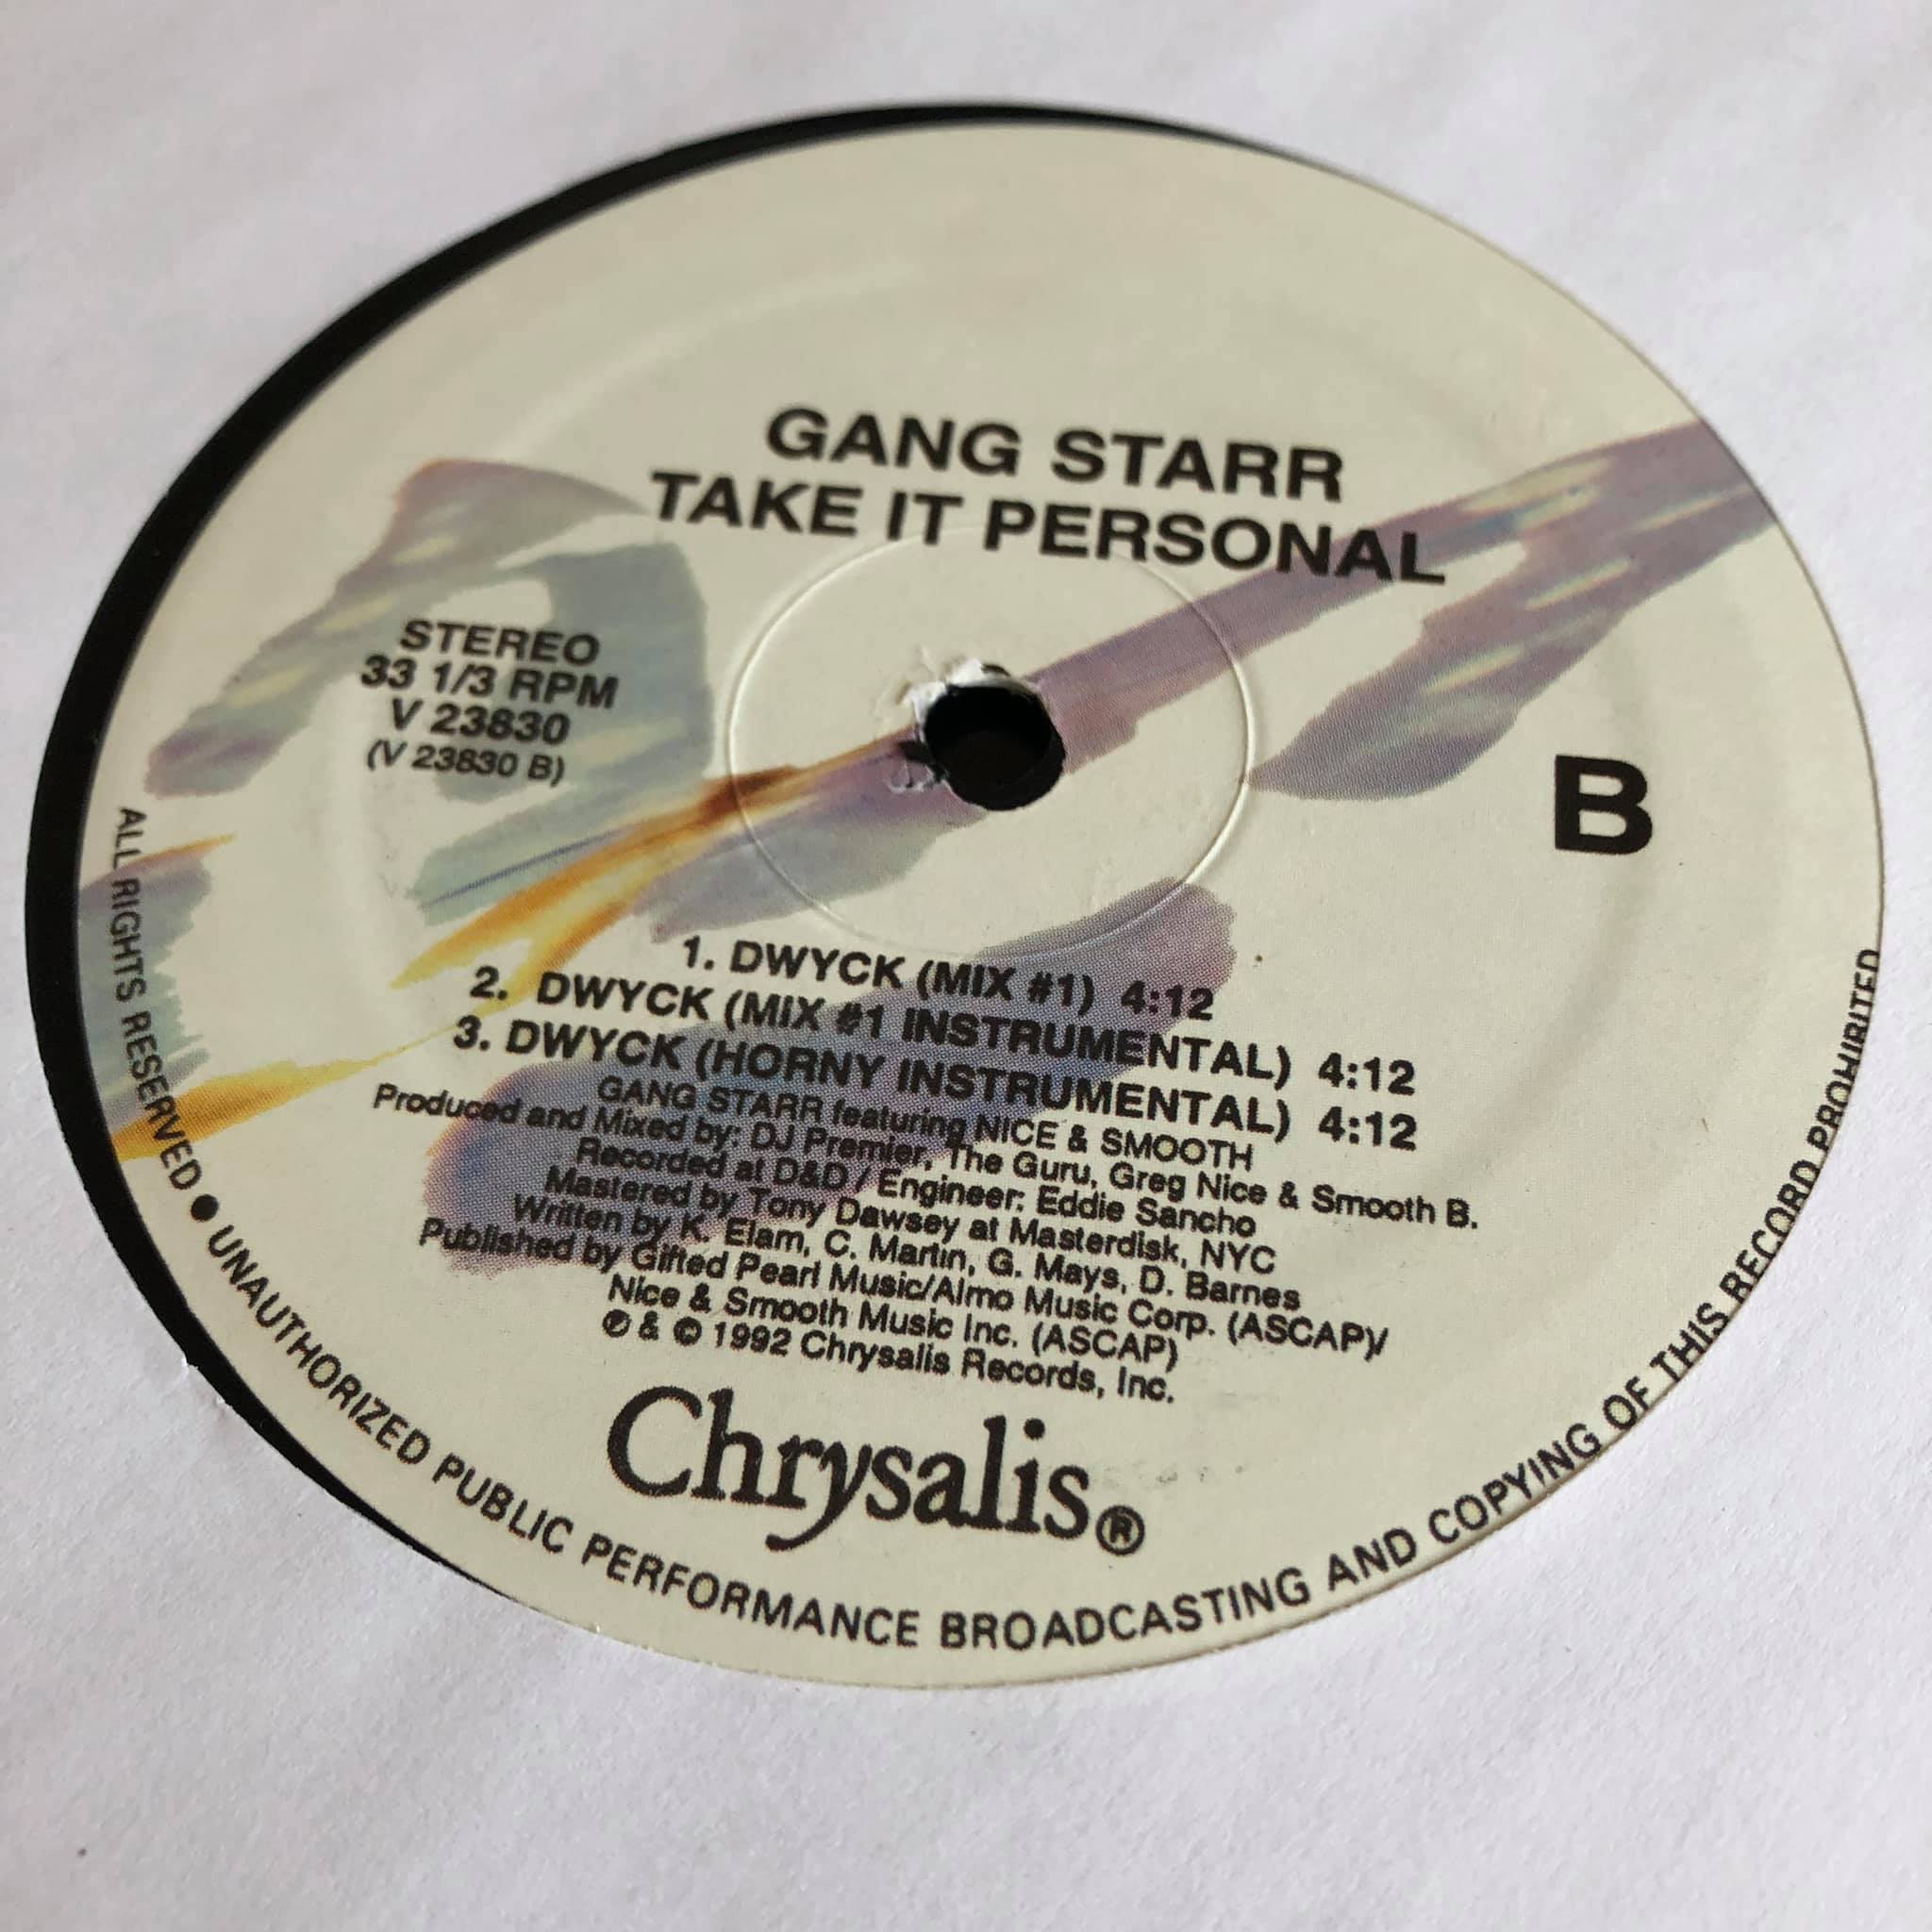 GANG STARR
TAKE IT PERSONAL
STEREO
33 1/3 RPM
V 23830
(V 23830 B)
B
1. DWYCK (MIX #1) 4:12
2. DWYCK (MIX #1 INSTRUMENTAL) 4:12
3. DWYCK (HORNY INSTRUMENTAL) 4:12
GANG STARR featuring NICE & SMOOTH
Produced and Mixed by: DJ Premier, The Guru, Greg Nice & Smooth B.
Recorded at D&D / Engineer: Eddie Sancho
Mastered by Tony Dawsey at Masterdisk, NYC
Written by K. Elam, C. Martin, G. Mays, D. Barnes
Published by Gifted Pearl Music/Almo Music Corp. (ASCAP)/
Nice & Smooth Music Inc. (ASCAP)
℗ & © 1992 Chrysalis Records, Inc.
Chrysalis®
ALL RIGHTS RESERVED ● UNAUTHORIZED PUBLIC PERFORMANCE BROADCASTING AND COPYING OF THIS RECORD PROHIBITED